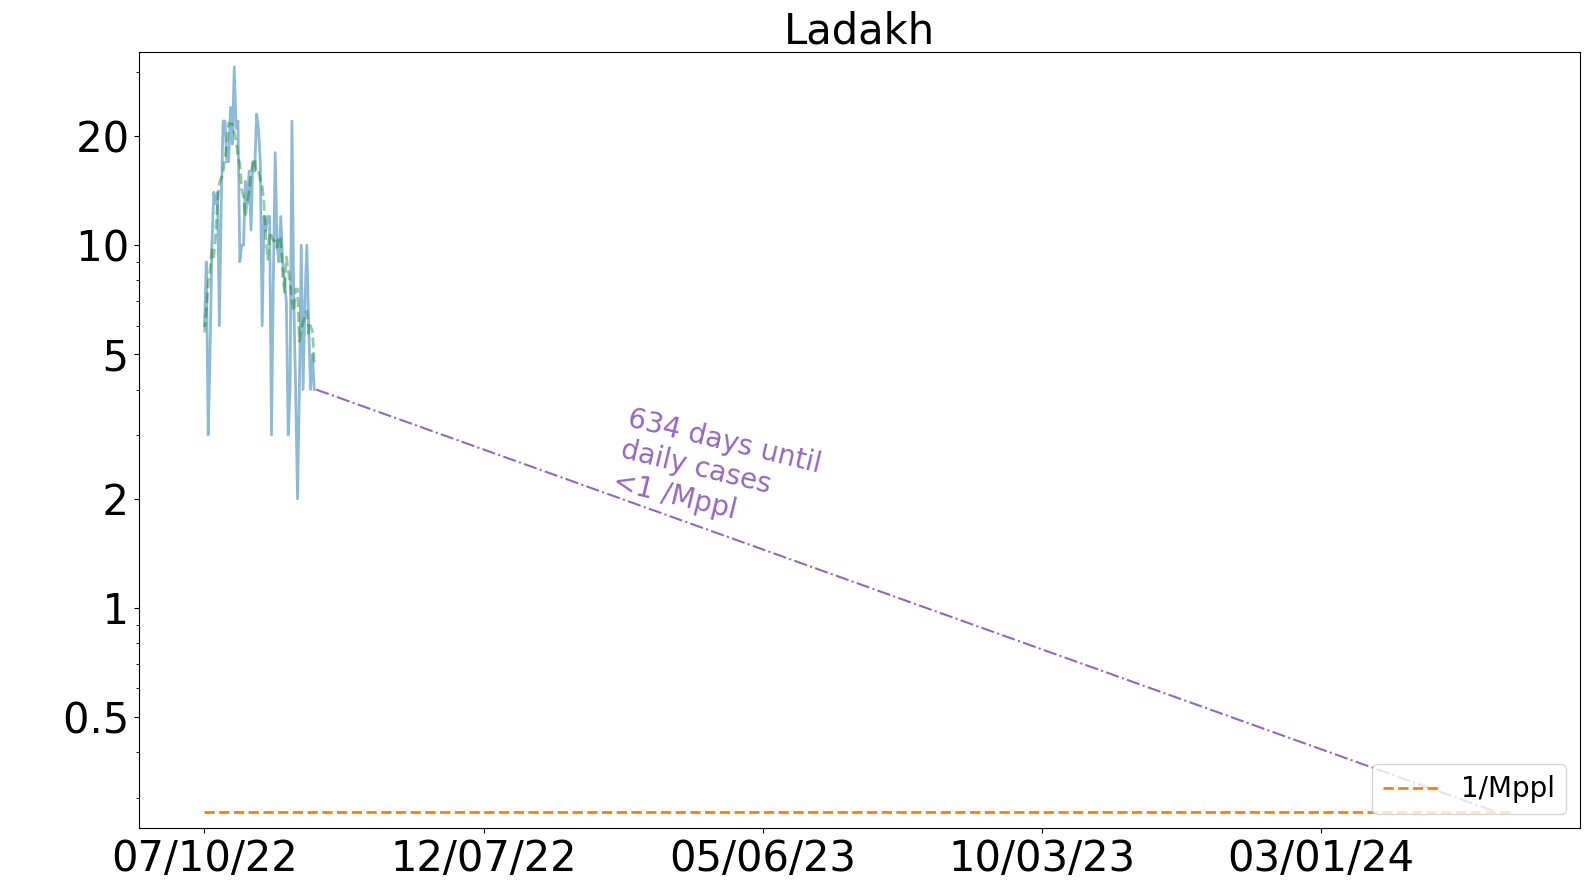 Ladakh
20
10
5
2
1
0.5
634 days until
daily cases
<1 /Mppl
1/Mppl
07/10/22
12/07/22
05/06/23
10/03/23
03/01/24